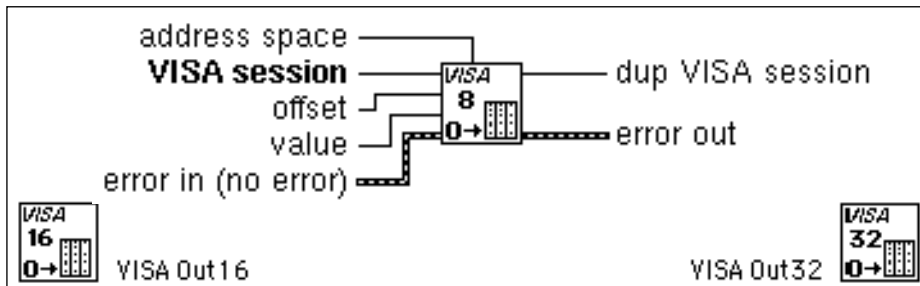 address space
VISA session
offset
value
error in (no error)
VISA
8
0→
dup VISA session
error out
VISA
16
0→
VISA Out16
VISA Out32
VISA
32
0→